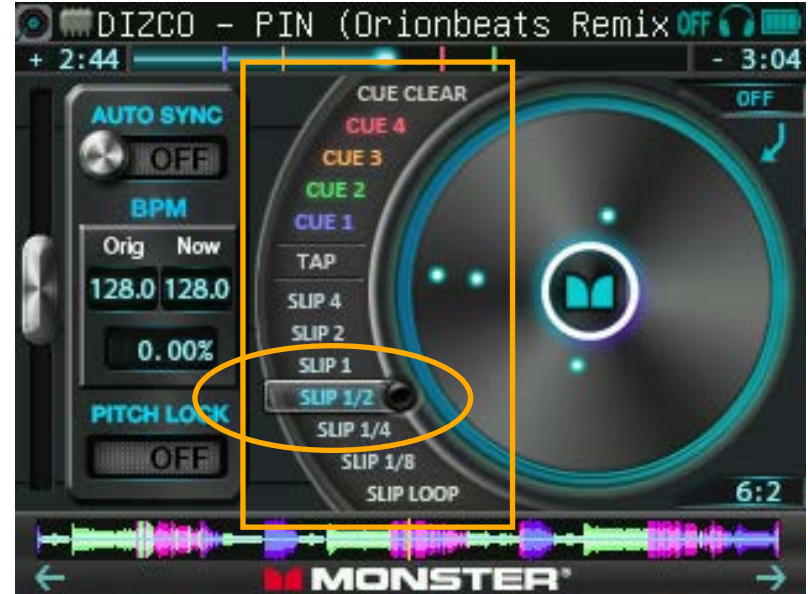 DIZCO – PIN (Orionbeats Remix OFF
+ 2:44
- 3:04
AUTO SYNC
OFF
BPM
Orig Now
128.0 128.0
0.00%
PITCH LOCK
OFF
CUE CLEAR
CUE 4
CUE 3
CUE 2
CUE 1
TAP
SLIP 4
SLIP 2
SLIP 1
SLIP 1/2
SLIP 1/4
SLIP 1/8
SLIP LOOP
OFF
6:2
MONSTER®